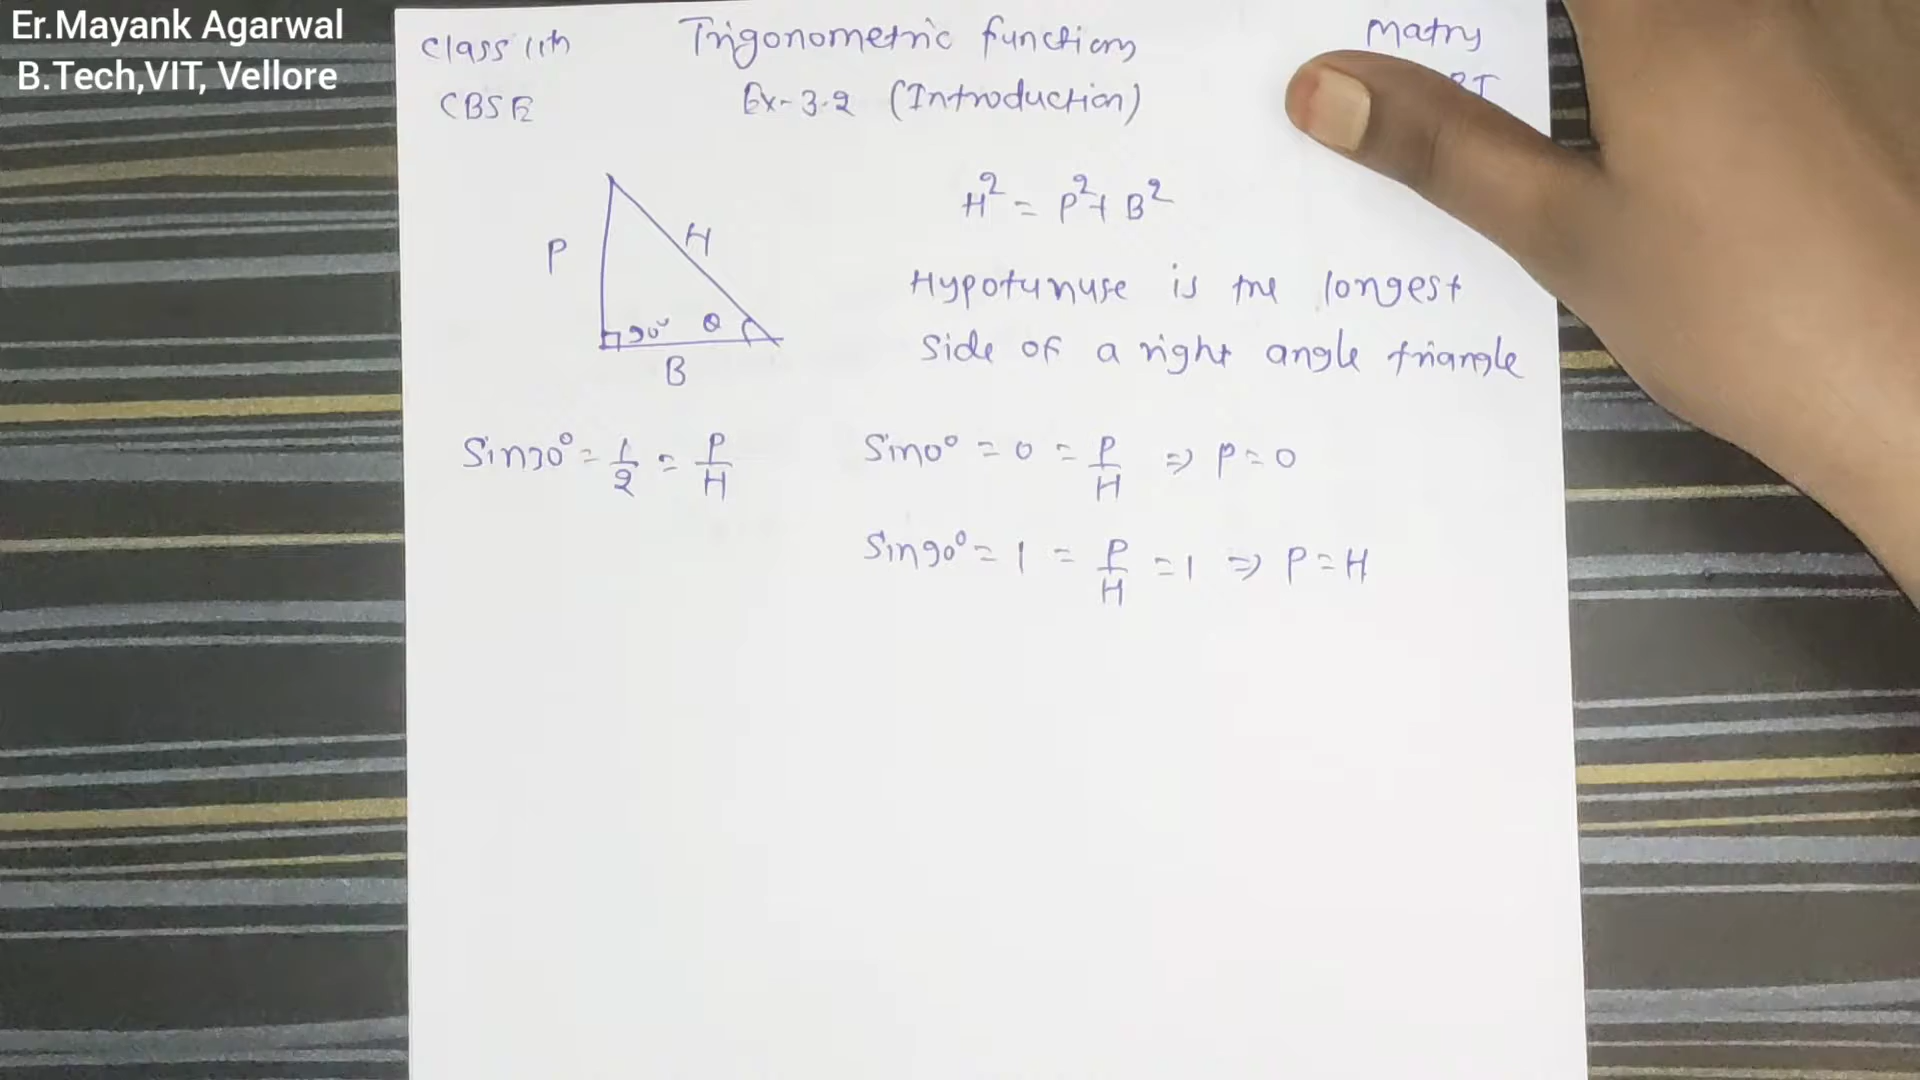 Er.Mayank Agarwal
B.Tech,VIT, Vellore
Class 11th
Trigonometric functions
Maths
CBSE
Ex-3.2 (Introduction)
H² = P²+ B²
P
H
90° θ
B
Hypotunuse is the longest
side of a right angle triangle
Sin30° = 1/2 = P/H
Sin0° = 0 = P/H ⇒ P = 0
Sin90° = 1 = P/H = 1 ⇒ P = H